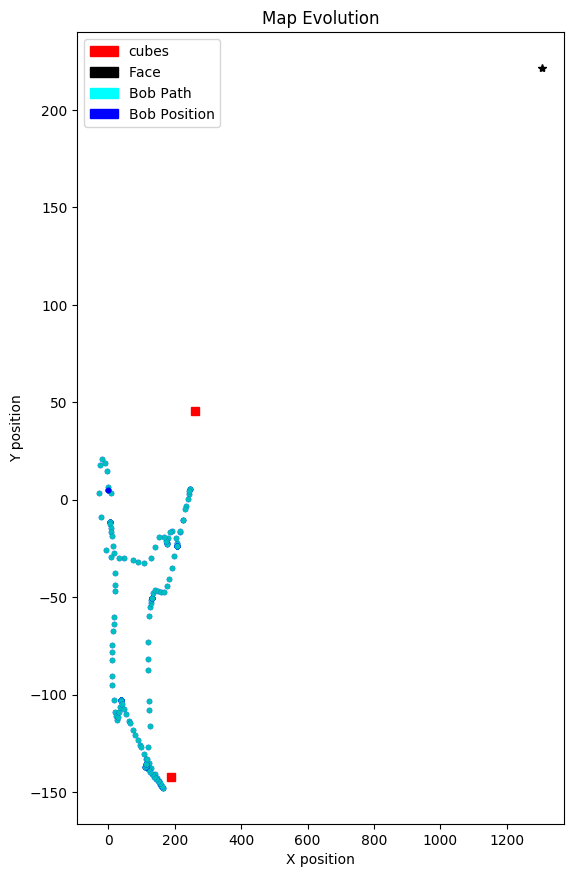 Map Evolution
cubes
Face
Bob Path
Bob Position
Y position
200
150
100
50
0
−50
−100
−150
0 200 400 600 800 1000 1200
X position